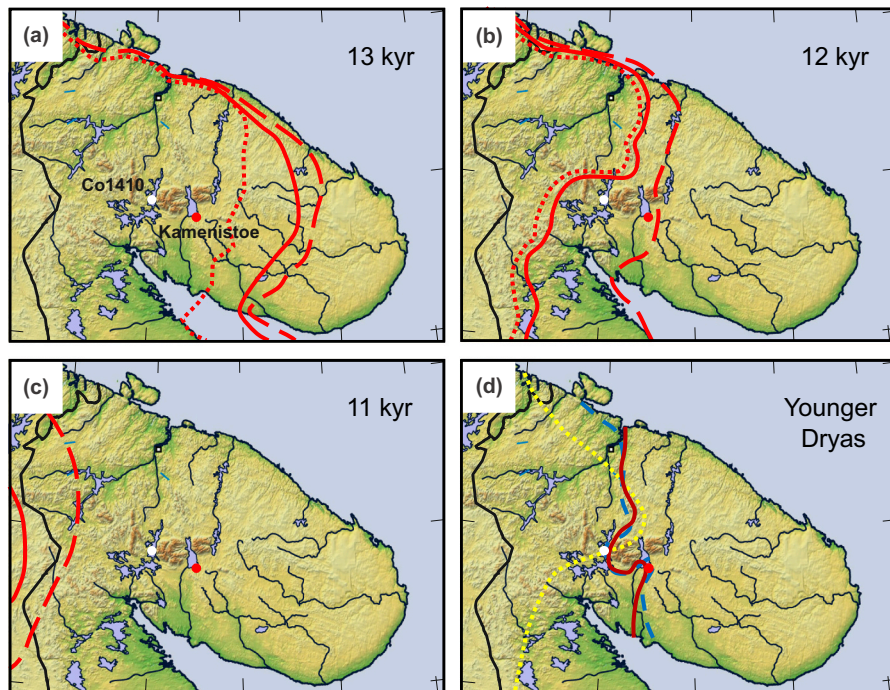 (a)
13 kyr
Co1410
Kamenistoe
(b)
12 kyr
(c)
11 kyr
(d)
Younger
Dryas